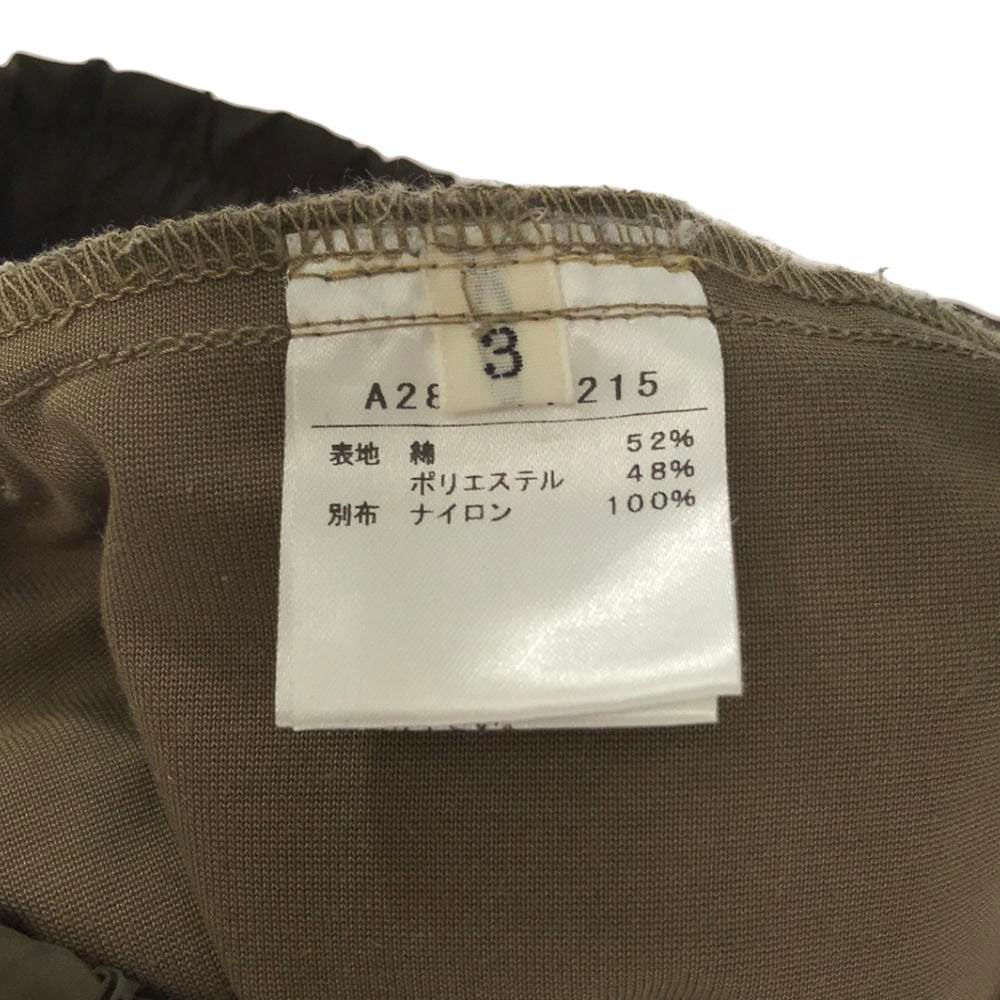 3
A28 215
表地 綿 52%
ポリエステル 48%
別布 ナイロン 100%